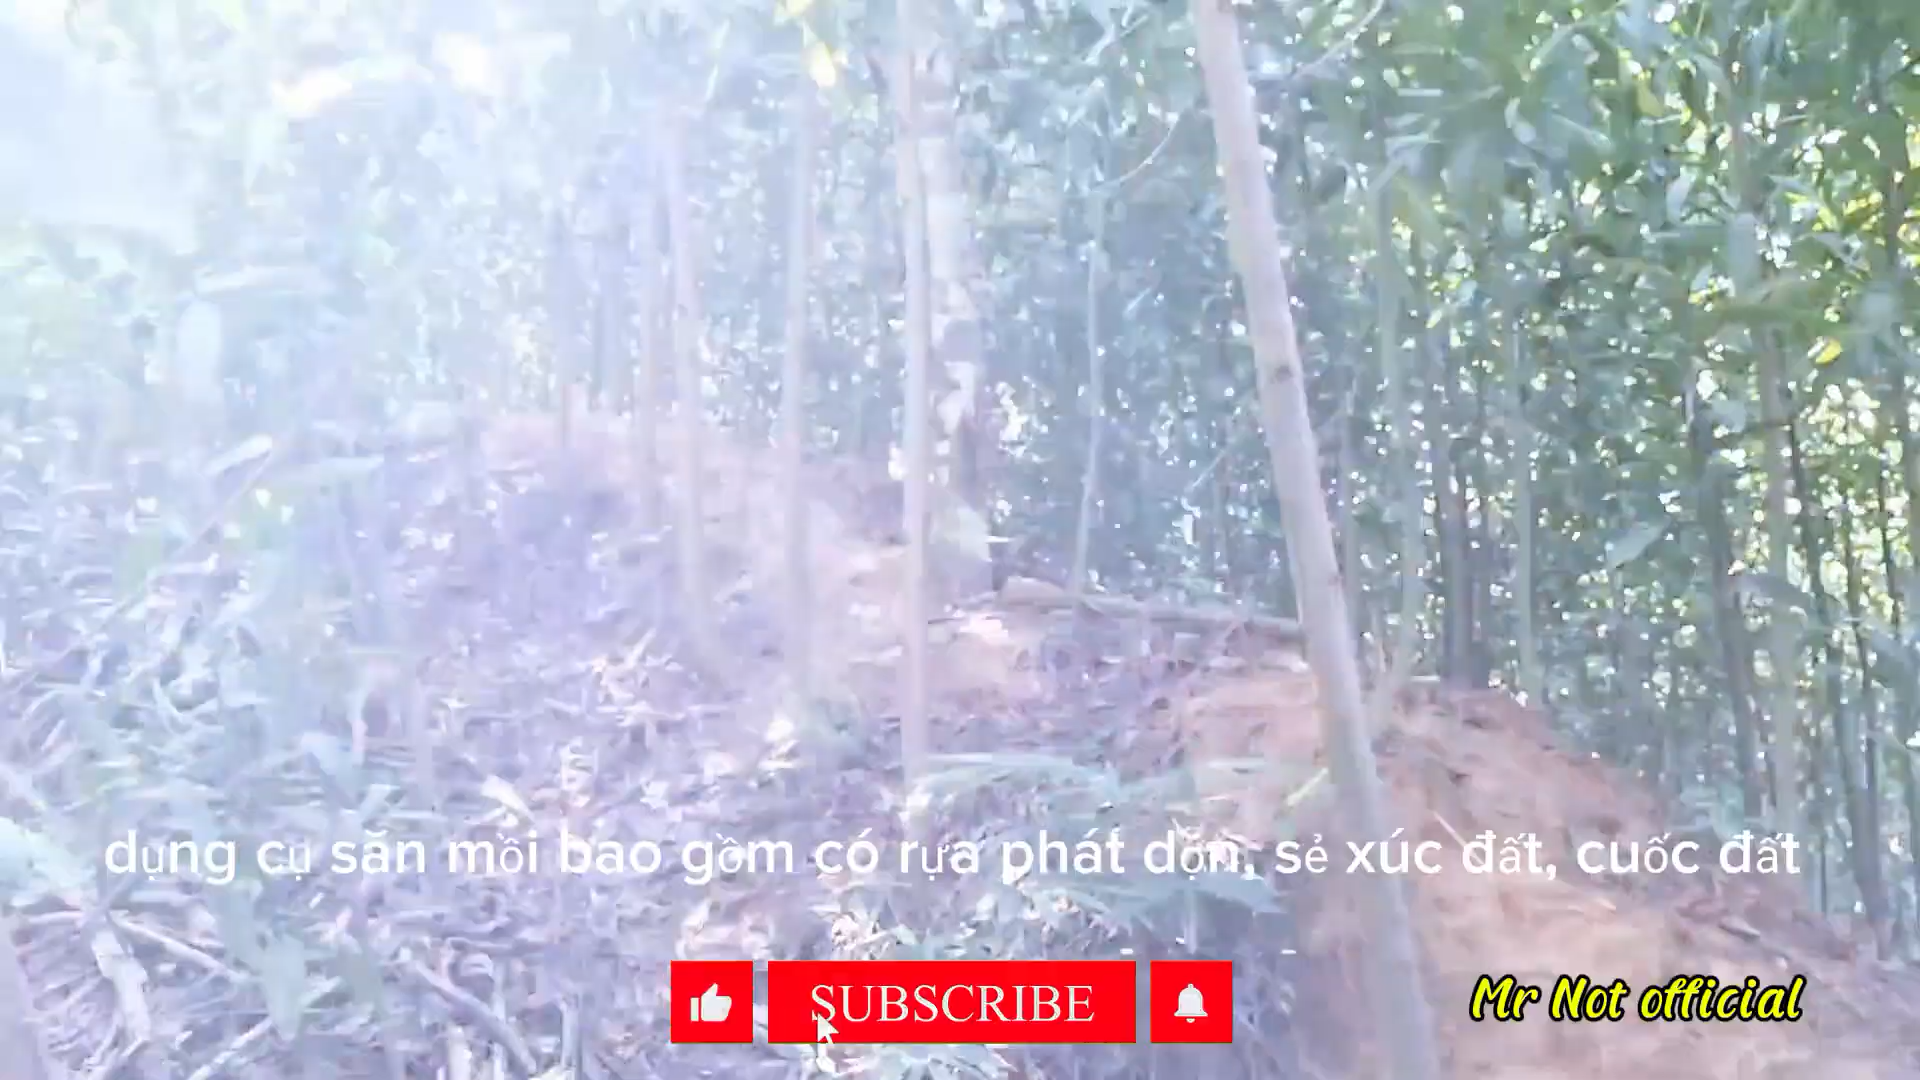 dụng cụ săn mồi bao gồm có rựa phát dọn, sẻ xúc đất, cuốc đất
SUBSCRIBE
Mr Not official